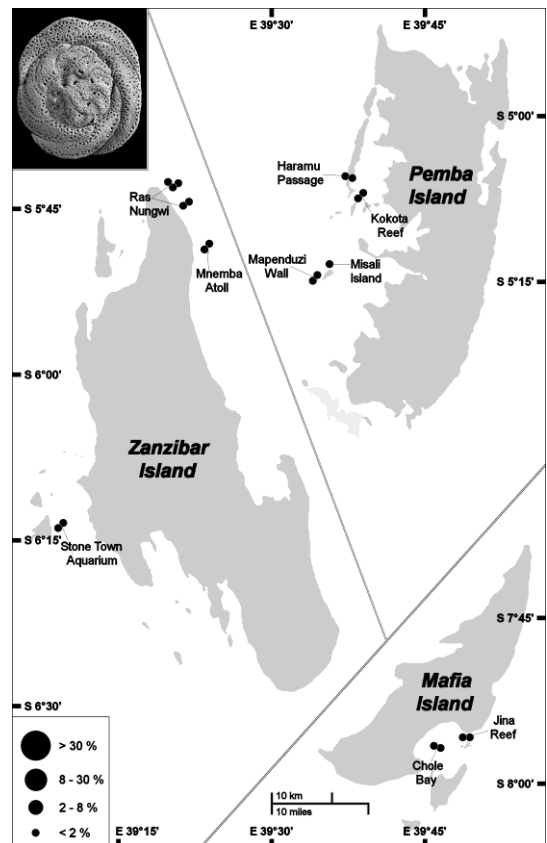 E 39°30'
E 39°45'
S 5°00'
Haramu
Passage
Pemba
Island
Kokota
Reef
Ras
Nungwi
S 5°45'
Mnemba
Atoll
Mapenduzi
Wall
Misali
Island
S 5°15'
S 6°00'
Zanzibar
Island
S 6°15'
Stone Town
Aquarium
S 7°45'
Mafia
Island
S 6°30'
Jina
Reef
Chole
Bay
S 8°00'
> 30 %
8 - 30 %
2 - 8 %
< 2 %
10 km
10 miles
E 39°15'
E 39°30'
E 39°45'